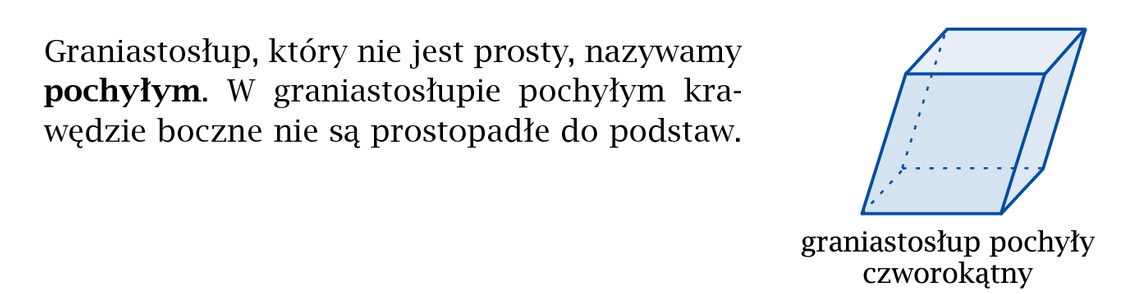 Graniastosłup, który nie jest prosty, nazywamy
pochyłym. W graniastosłupie pochyłym kra-
wędzie boczne nie są prostopadłe do podstaw.
graniastosłup pochyły
czworokątny